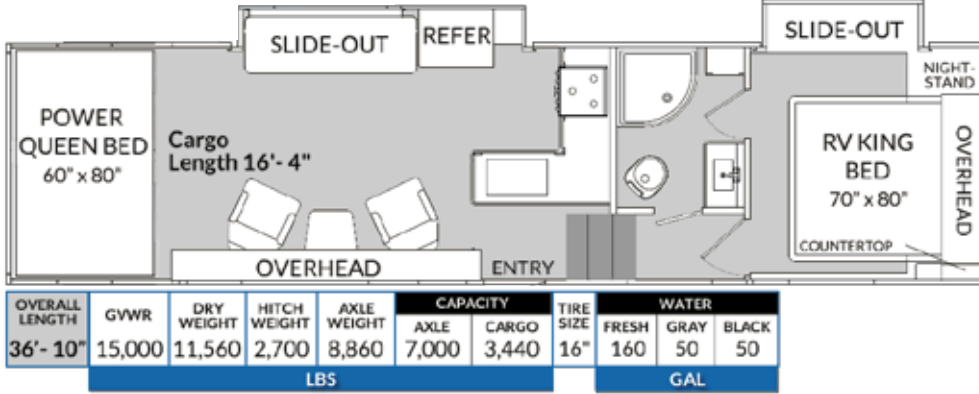 SLIDE-OUT
REFER
SLIDE-OUT
NIGHT-
STAND
POWER
QUEEN BED
60" x 80"
Cargo
Length 16'- 4"
RV KING
BED
70" x 80"
OVERHEAD
COUNTERTOP
OVERHEAD
ENTRY
OVERALL
LENGTH
GVWR
DRY
WEIGHT
HITCH
WEIGHT
AXLE
WEIGHT
CAPACITY
AXLE
CARGO
TIRE
SIZE
WATER
FRESH
GRAY
BLACK
36'- 10" 15,000 11,560 2,700 8,860 7,000 3,440 16" 160 50 50
LBS
GAL